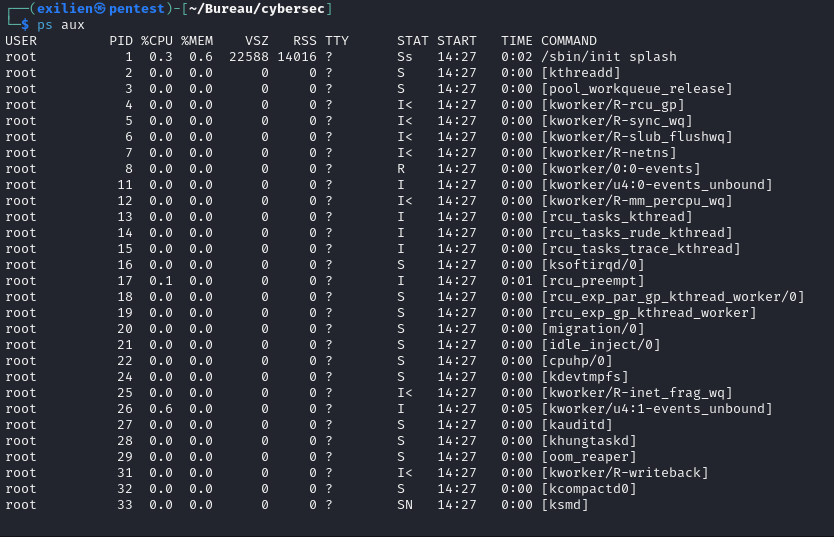 ┌──(exilien㉿pentest)-[~/Bureau/cybersec]
└─$ ps aux
USER         PID %CPU %MEM    VSZ   RSS TTY      STAT START   TIME COMMAND
root           1  0.3  0.6  22588 14016 ?        Ss   14:27   0:02 /sbin/init splash
root           2  0.0  0.0      0     0 ?        S    14:27   0:00 [kthreadd]
root           3  0.0  0.0      0     0 ?        S    14:27   0:00 [pool_workqueue_release]
root           4  0.0  0.0      0     0 ?        I<   14:27   0:00 [kworker/R-rcu_gp]
root           5  0.0  0.0      0     0 ?        I<   14:27   0:00 [kworker/R-sync_wq]
root           6  0.0  0.0      0     0 ?        I<   14:27   0:00 [kworker/R-slub_flushwq]
root           7  0.0  0.0      0     0 ?        I<   14:27   0:00 [kworker/R-netns]
root           8  0.0  0.0      0     0 ?        R    14:27   0:00 [kworker/0:0-events]
root          11  0.0  0.0      0     0 ?        I    14:27   0:00 [kworker/u4:0-events_unbound]
root          12  0.0  0.0      0     0 ?        I<   14:27   0:00 [kworker/R-mm_percpu_wq]
root          13  0.0  0.0      0     0 ?        I    14:27   0:00 [rcu_tasks_kthread]
root          14  0.0  0.0      0     0 ?        I    14:27   0:00 [rcu_tasks_rude_kthread]
root          15  0.0  0.0      0     0 ?        I    14:27   0:00 [rcu_tasks_trace_kthread]
root          16  0.0  0.0      0     0 ?        S    14:27   0:00 [ksoftirqd/0]
root          17  0.1  0.0      0     0 ?        I    14:27   0:01 [rcu_preempt]
root          18  0.0  0.0      0     0 ?        S    14:27   0:00 [rcu_exp_par_gp_kthread_worker/0]
root          19  0.0  0.0      0     0 ?        S    14:27   0:00 [rcu_exp_gp_kthread_worker]
root          20  0.0  0.0      0     0 ?        S    14:27   0:00 [migration/0]
root          21  0.0  0.0      0     0 ?        S    14:27   0:00 [idle_inject/0]
root          22  0.0  0.0      0     0 ?        S    14:27   0:00 [cpuhp/0]
root          24  0.0  0.0      0     0 ?        S    14:27   0:00 [kdevtmpfs]
root          25  0.0  0.0      0     0 ?        I<   14:27   0:00 [kworker/R-inet_frag_wq]
root          26  0.6  0.0      0     0 ?        I    14:27   0:05 [kworker/u4:1-events_unbound]
root          27  0.0  0.0      0     0 ?        S    14:27   0:00 [kauditd]
root          28  0.0  0.0      0     0 ?        S    14:27   0:00 [khungtaskd]
root          29  0.0  0.0      0     0 ?        S    14:27   0:00 [oom_reaper]
root          31  0.0  0.0      0     0 ?        I<   14:27   0:00 [kworker/R-writeback]
root          32  0.0  0.0      0     0 ?        S    14:27   0:00 [kcompactd0]
root          33  0.0  0.0      0     0 ?        SN   14:27   0:00 [ksmd]